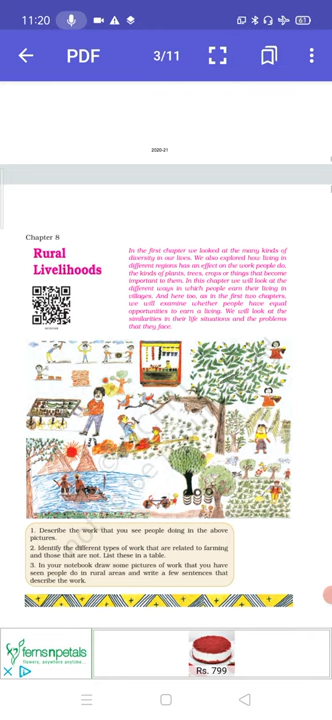 11:20
61
PDF
3/11
2020-21
Chapter 8
Rural
Livelihoods
In the first chapter we looked at the many kinds of
diversity in our lives. We also explored how living in
different regions has an effect on the work people do,
the kinds of plants, trees, crops or things that become
important to them. In this chapter we will look at the
different ways in which people earn their living in
villages. And here too, as in the first two chapters,
we will examine whether people have equal
opportunities to earn a living. We will look at the
similarities in their life situations and the problems
that they face.
1. Describe the work that you see people doing in the above
pictures.
2. Identify the different types of work that are related to farming
and those that are not. List these in a table.
3. In your notebook draw some pictures of work that you have
seen people do in rural areas and write a few sentences that
describe the work.
fernsnpetals
flowers, anywhere anytime...
Rs. 799